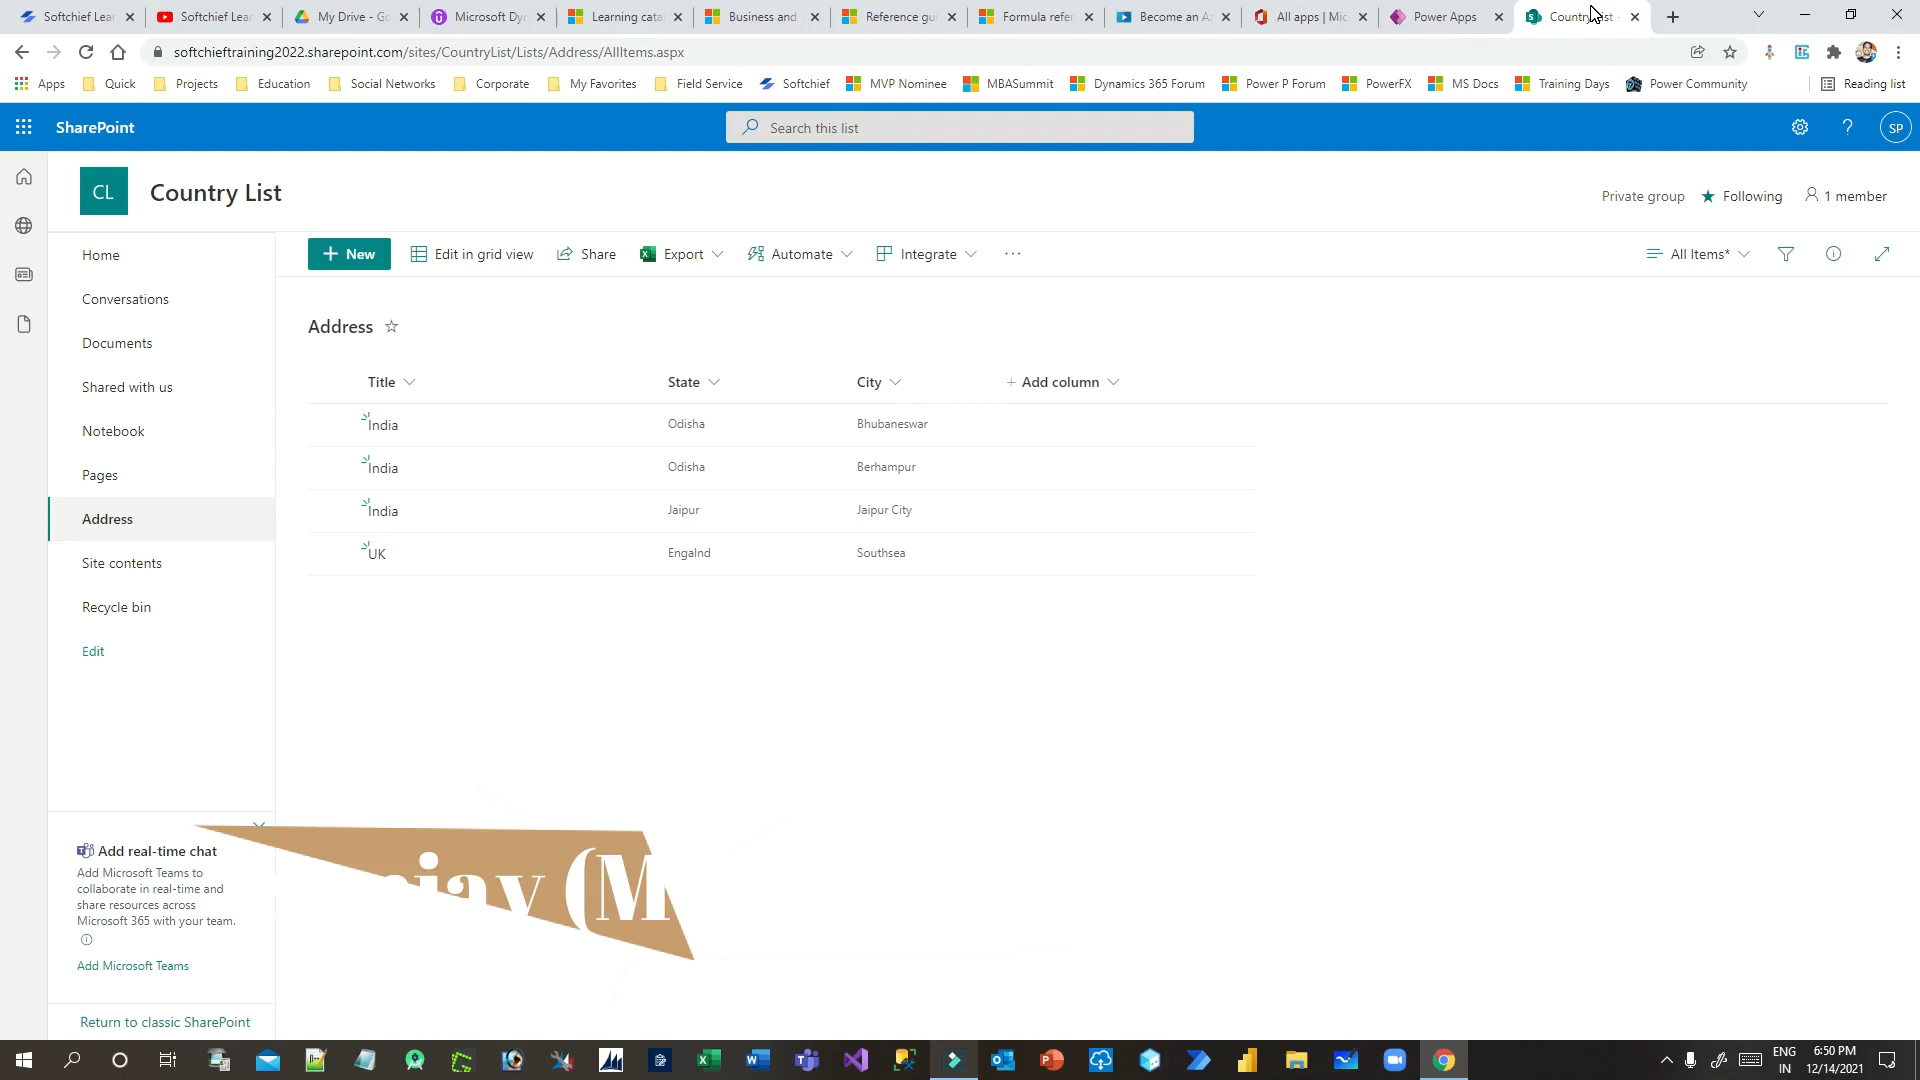 Softchief Lea
Softchief Lea
My Drive - Go
Microsoft Dyn
Learning cata
Business and
Reference gu
Formula refer
Become an A
All apps | Mic
Power Apps
softchieftraining2022.sharepoint.com/sites/CountryList/Lists/Address/AllItems.aspx
Apps
Quick
Projects
Education
Social Networks
Corporate
My Favorites
Field Service
Softchief
MVP Nominee
MBASummit
Dynamics 365 Forum
Power P Forum
PowerFX
MS Docs
Training Days
Power Community
Reading list
SharePoint
Search this list
?
SP
CL
Country List
Private group
Following
1 member
Home
Conversations
Documents
Shared with us
Notebook
Pages
Address
Site contents
Recycle bin
Edit
+ New
Edit in grid view
Share
Export
Automate
Integrate
...
All Items*
Address
Title State City + Add column
India Odisha Bhubaneswar
India Odisha Berhampur
India Jaipur Jaipur City
UK Engalnd Southsea
Add real-time chat
Add Microsoft Teams to
collaborate in real-time and
share resources across
Microsoft 365 with your team.
Add Microsoft Teams
Return to classic SharePoint
ENG
IN
6:50 PM
12/14/2021